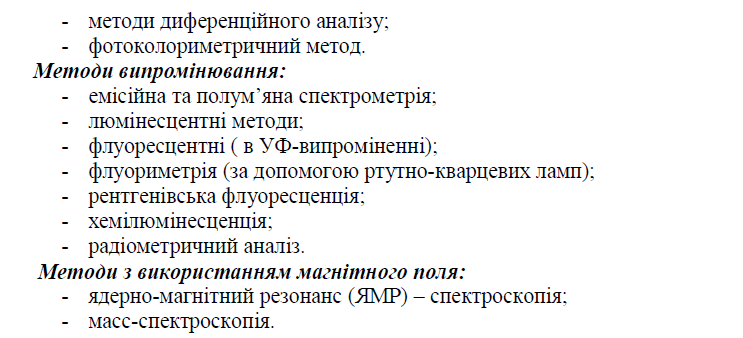 - методи диференційного аналізу;
- фотоколориметричний метод.
Методи випромінювання:
- емісійна та полум’яна спектрометрія;
- люмінесцентні методи;
- флуоресцентні ( в УФ-випроміненні);
- флуориметрія (за допомогою ртутно-кварцевих ламп);
- рентгенівська флуоресценція;
- хемілюмінесценція;
- радіометричний аналіз.
Методи з використанням магнітного поля:
- ядерно-магнітний резонанс (ЯМР) – спектроскопія;
- масс-спектроскопія.